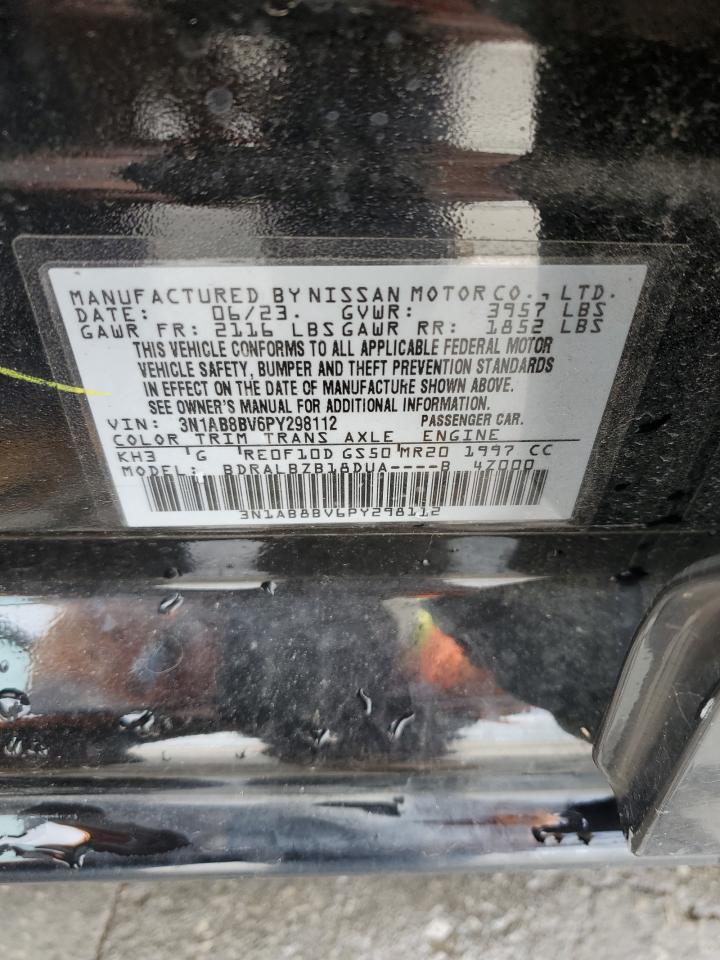 MANUFACTURED BY NISSAN MOTOR CO., LTD.
DATE: 06/23. GVWR: 3957 LBS
GAWR FR: 2116 LBS GAWR RR: 1852 LBS
THIS VEHICLE CONFORMS TO ALL APPLICABLE FEDERAL MOTOR
VEHICLE SAFETY, BUMPER AND THEFT PREVENTION STANDARDS
IN EFFECT ON THE DATE OF MANUFACTURE SHOWN ABOVE.
SEE OWNER'S MANUAL FOR ADDITIONAL INFORMATION.
VIN: 3N1AB8BV6PY298112 PASSENGER CAR.
COLOR TRIM TRANS AXLE ENGINE
KH3 'G 'RE0F10D GS50 MR20 1997 CC
MODEL: BDRALBZB18DUA----B 4Z000
3N1AB8BV6PY298112